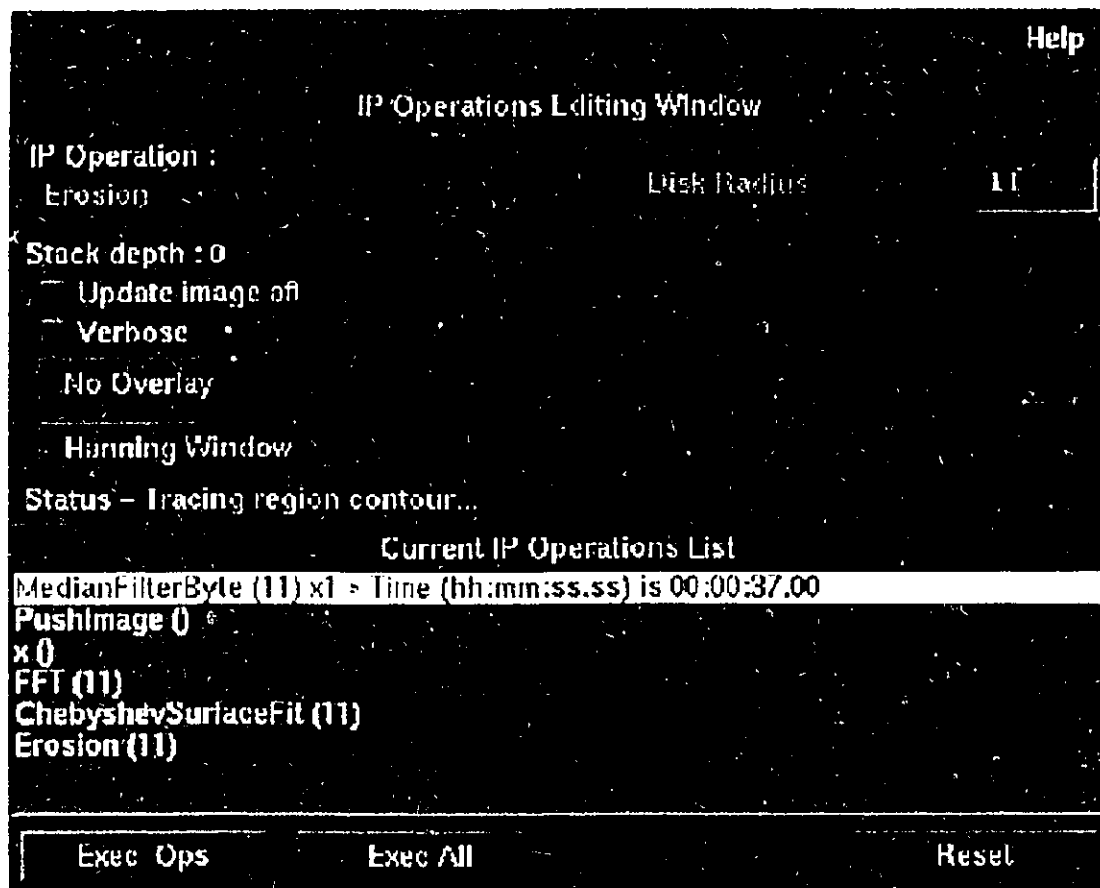 Help
IP Operations Editing Window
IP Operation :
Erosion
Disk Radius
11
Stack depth : 0
Update image off
Verbose
No Overlay
Hanning Window
Status – Tracing region contour...
Current IP Operations List
MedianFilterByte (11) x1 > Time (hh:mm:ss.ss) is 00:00:37.00
PushImage ()
x ()
FFT (11)
ChebyshevSurfaceFit (11)
Erosion (11)
Exec Ops
Exec All
Reset